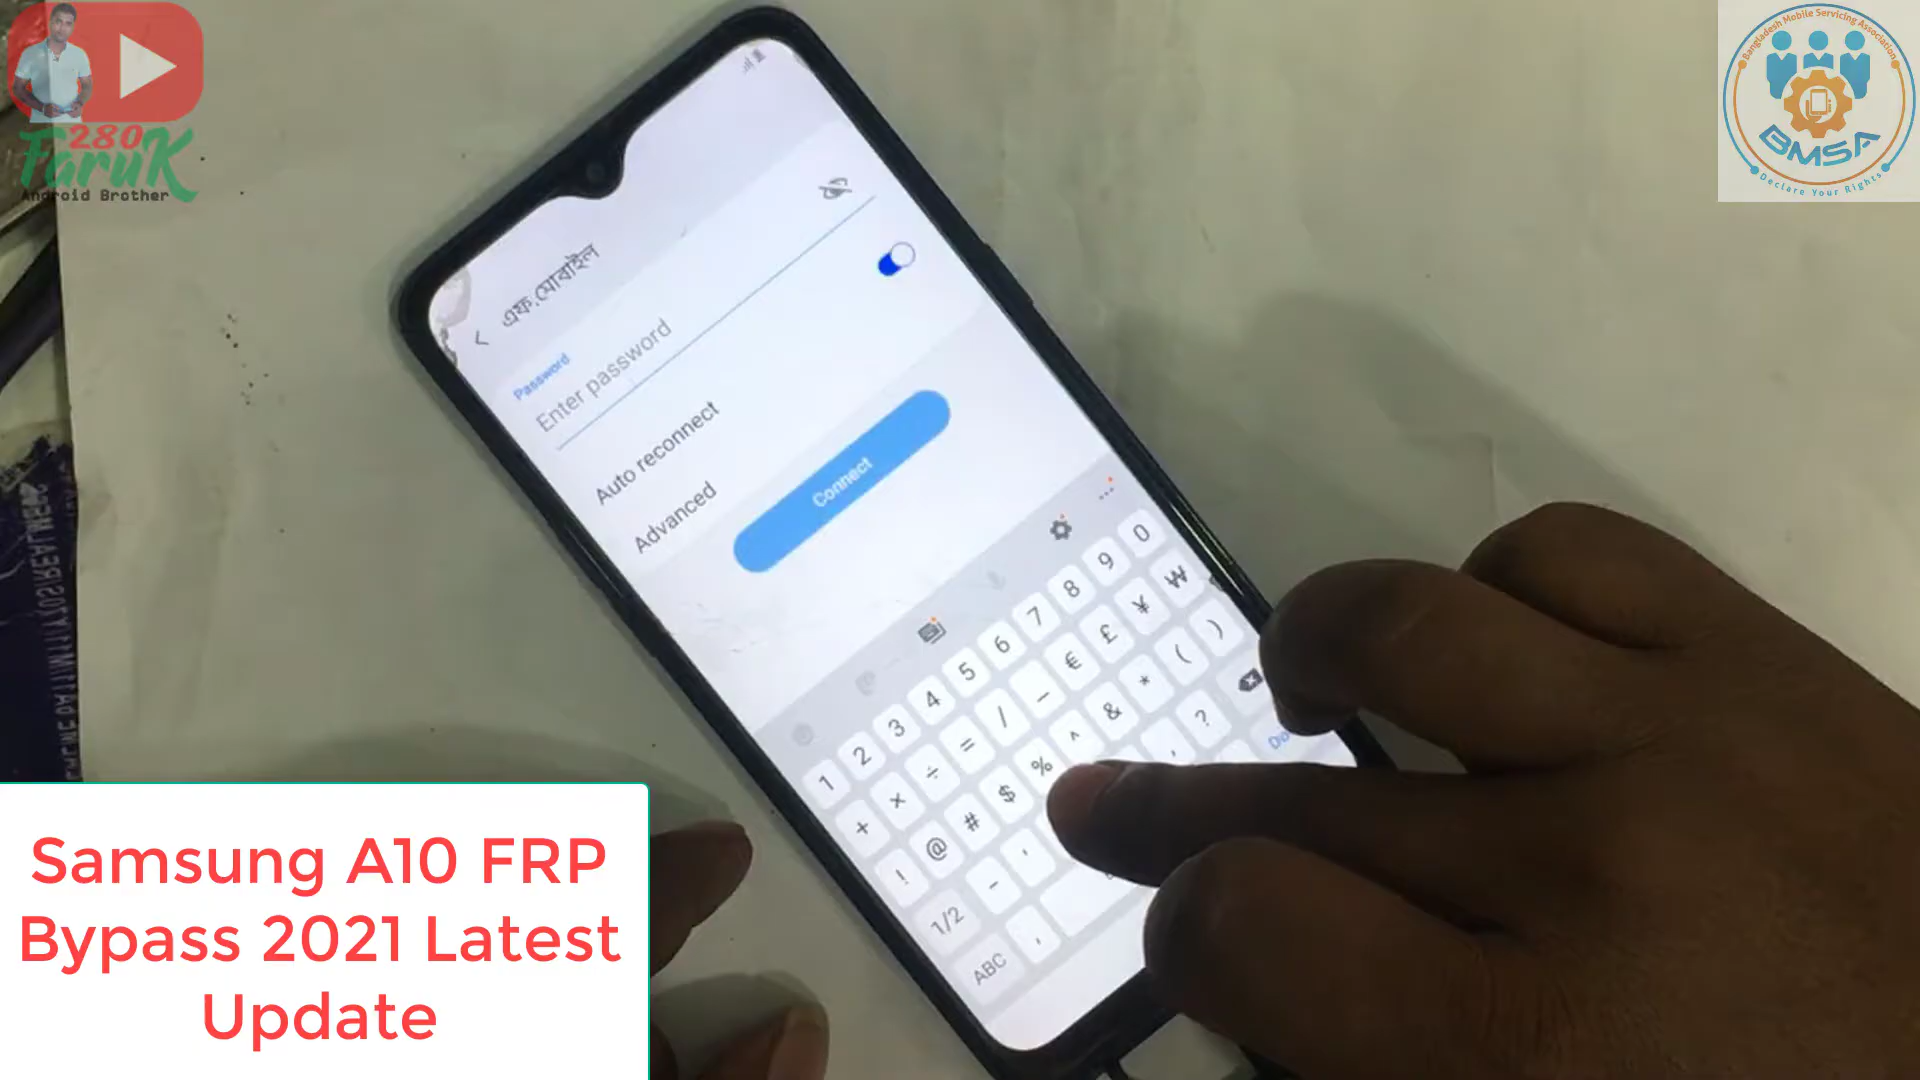 280
FaruK
Android Brother
Bangladesh Mobile Servicing Association
BMSA
Declare Your Rights
এফ.মোবাইল
Password
Enter password
Auto reconnect
Advanced
Connect
1 2 3 4 5 6 7 8 9 0
+ × ÷ = / _ € £ ¥ ₩
! @ # $ % ^ & * ( )
1/2 - ' , ?
ABC ,
Samsung A10 FRP
Bypass 2021 Latest
Update